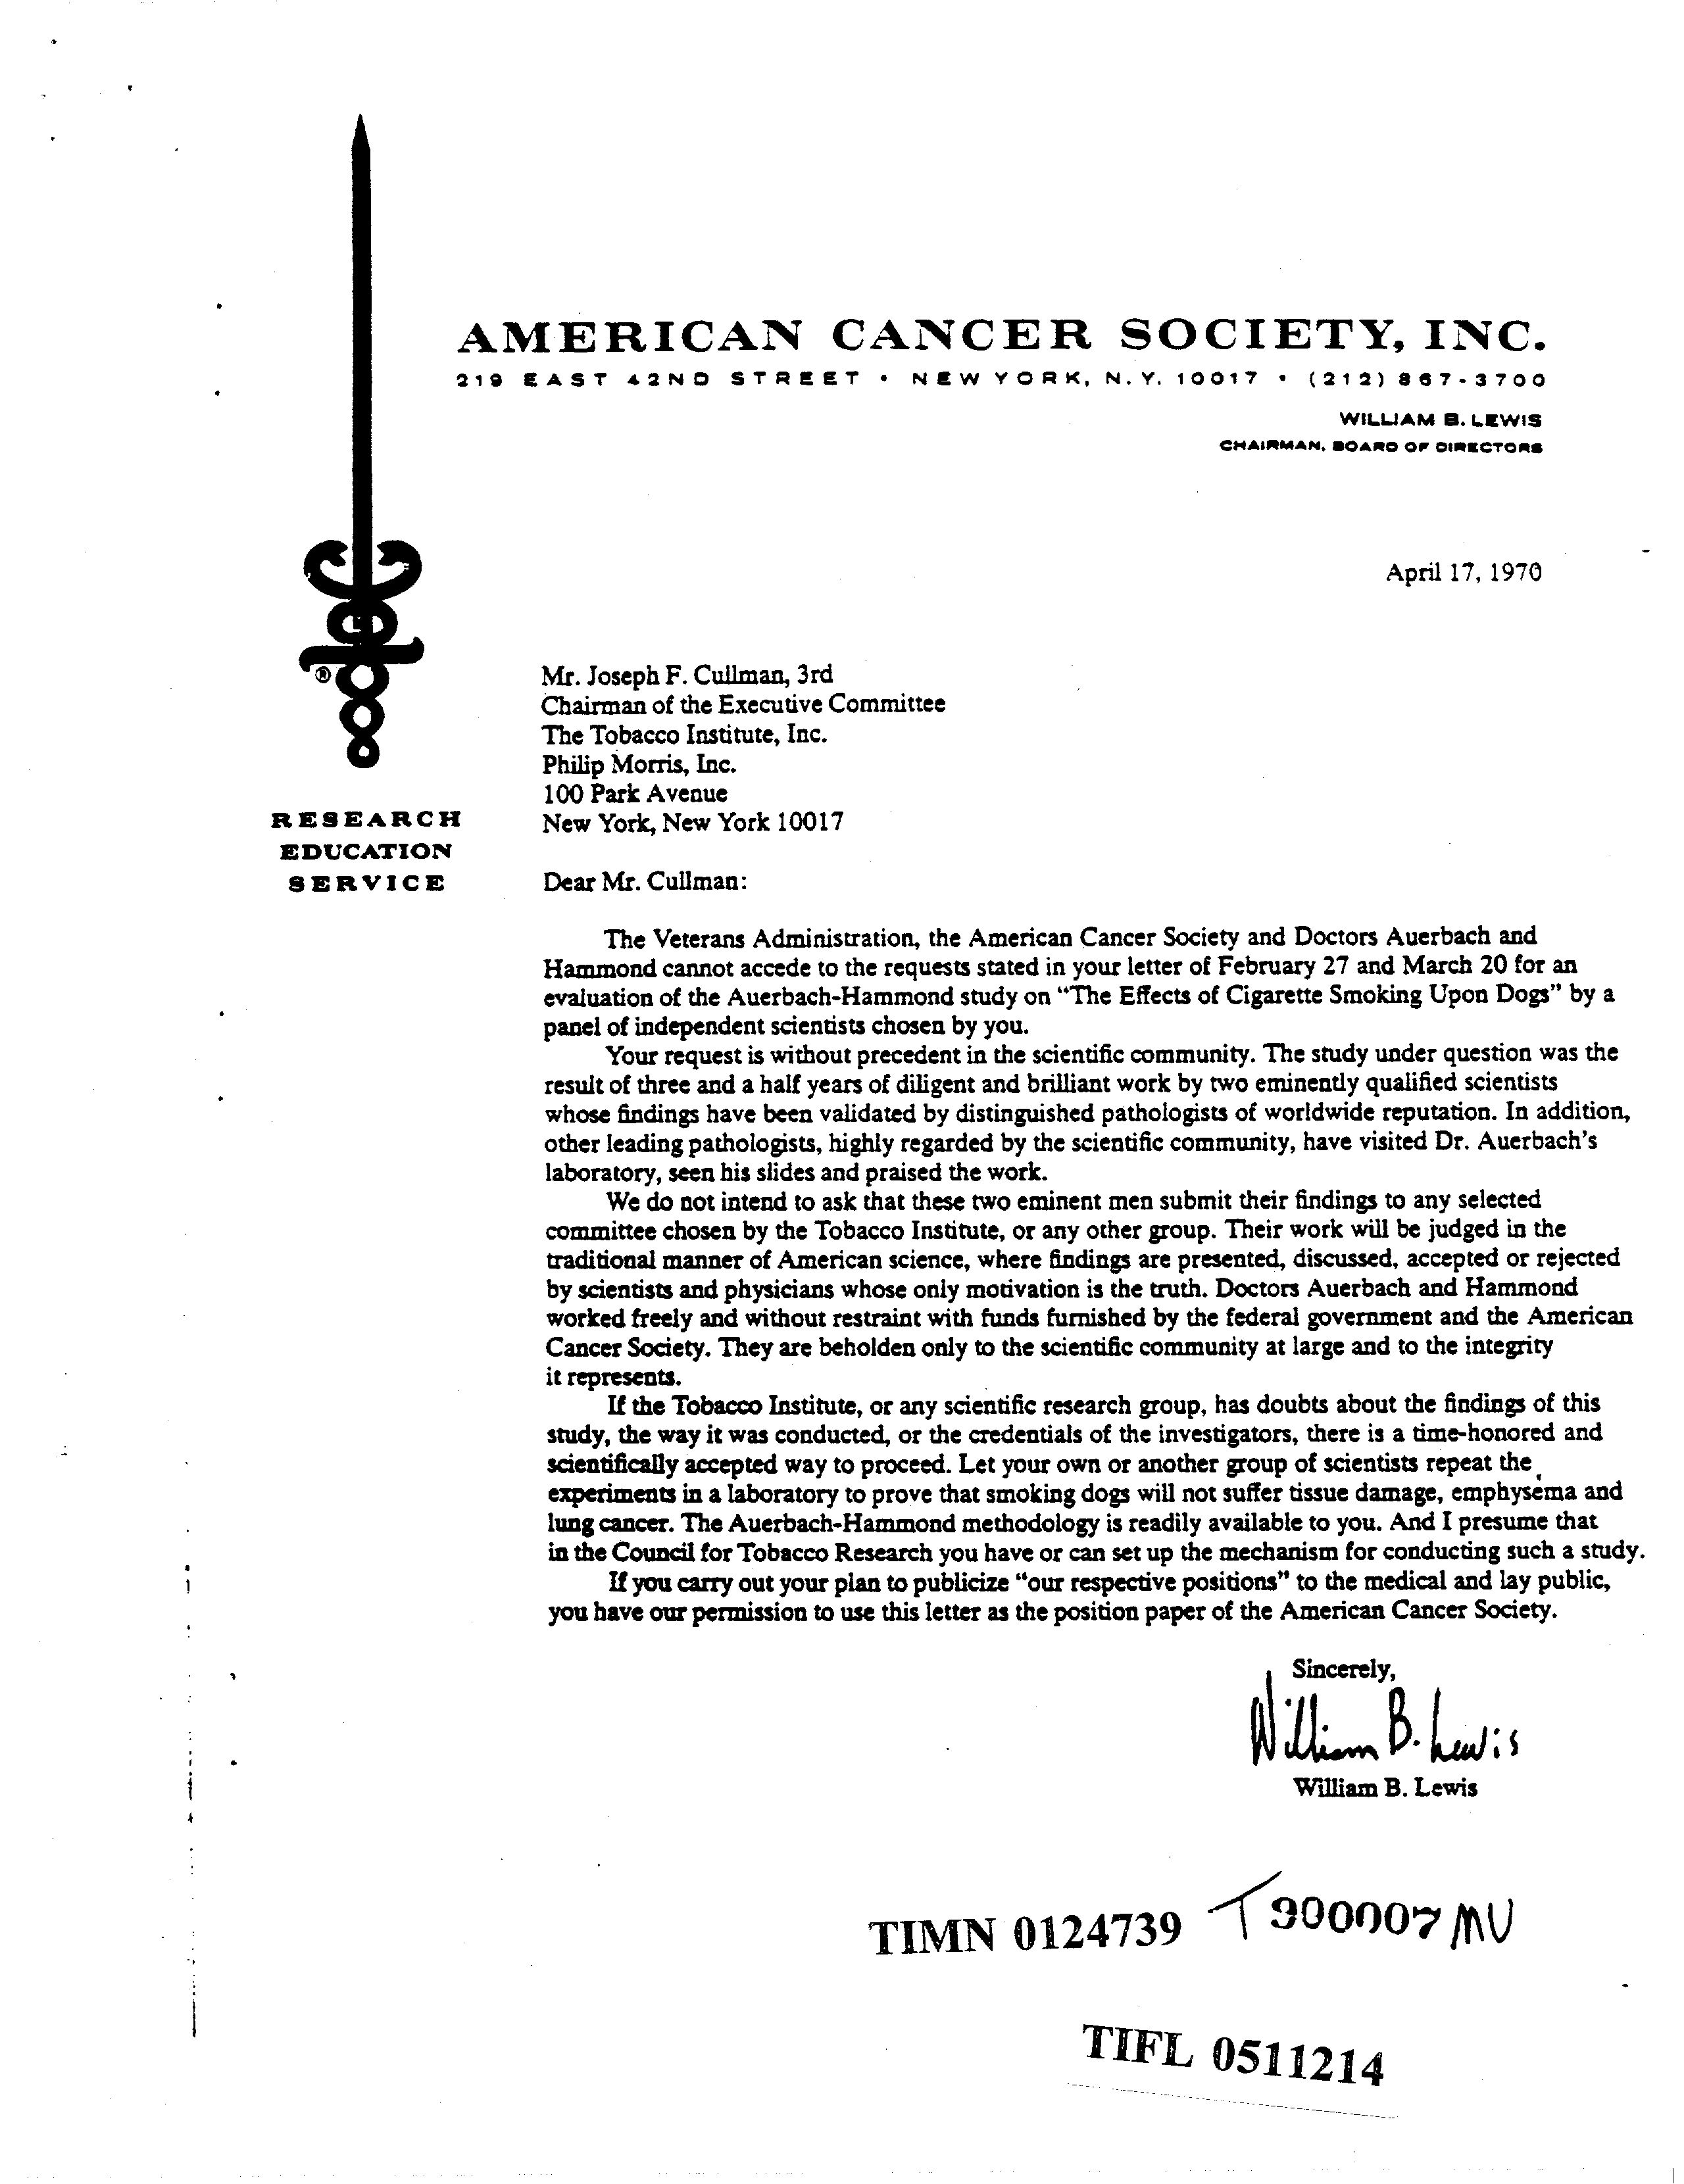 AMERICAN CANCER SOCIETY, INC.
219 EAST 42ND STREET • NEW YORK, N.Y. 10017 • (212) 867-3700
WILLIAM B. LEWIS
CHAIRMAN, BOARD OF DIRECTORS
April 17, 1970
®
RESEARCH
EDUCATION
SERVICE
Mr. Joseph F. Cullman, 3rd
Chairman of the Executive Committee
The Tobacco Institute, Inc.
Philip Morris, Inc.
100 Park Avenue
New York, New York 10017
Dear Mr. Cullman:
The Veterans Administration, the American Cancer Society and Doctors Auerbach and
Hammond cannot accede to the requests stated in your letter of February 27 and March 20 for an
evaluation of the Auerbach-Hammond study on "The Effects of Cigarette Smoking Upon Dogs" by a
panel of independent scientists chosen by you.
Your request is without precedent in the scientific community. The study under question was the
result of three and a half years of diligent and brilliant work by two eminently qualified scientists
whose findings have been validated by distinguished pathologists of worldwide reputation. In addition,
other leading pathologists, highly regarded by the scientific community, have visited Dr. Auerbach's
laboratory, seen his slides and praised the work.
We do not intend to ask that these two eminent men submit their findings to any selected
committee chosen by the Tobacco Institute, or any other group. Their work will be judged in the
traditional manner of American science, where findings are presented, discussed, accepted or rejected
by scientists and physicians whose only motivation is the truth. Doctors Auerbach and Hammond
worked freely and without restraint with funds furnished by the federal government and the American
Cancer Society. They are beholden only to the scientific community at large and to the integrity
it represents.
If the Tobacco Institute, or any scientific research group, has doubts about the findings of this
study, the way it was conducted, or the credentials of the investigators, there is a time-honored and
scientifically accepted way to proceed. Let your own or another group of scientists repeat the
experiments in a laboratory to prove that smoking dogs will not suffer tissue damage, emphysema and
lung cancer. The Auerbach-Hammond methodology is readily available to you. And I presume that
in the Council for Tobacco Research you have or can set up the mechanism for conducting such a study.
If you carry out your plan to publicize "our respective positions" to the medical and lay public,
you have our permission to use this letter as the position paper of the American Cancer Society.
Sincerely,
William B. Lewis
William B. Lewis
TIMN 0124739 T 900007 MU
TIFL 0511214